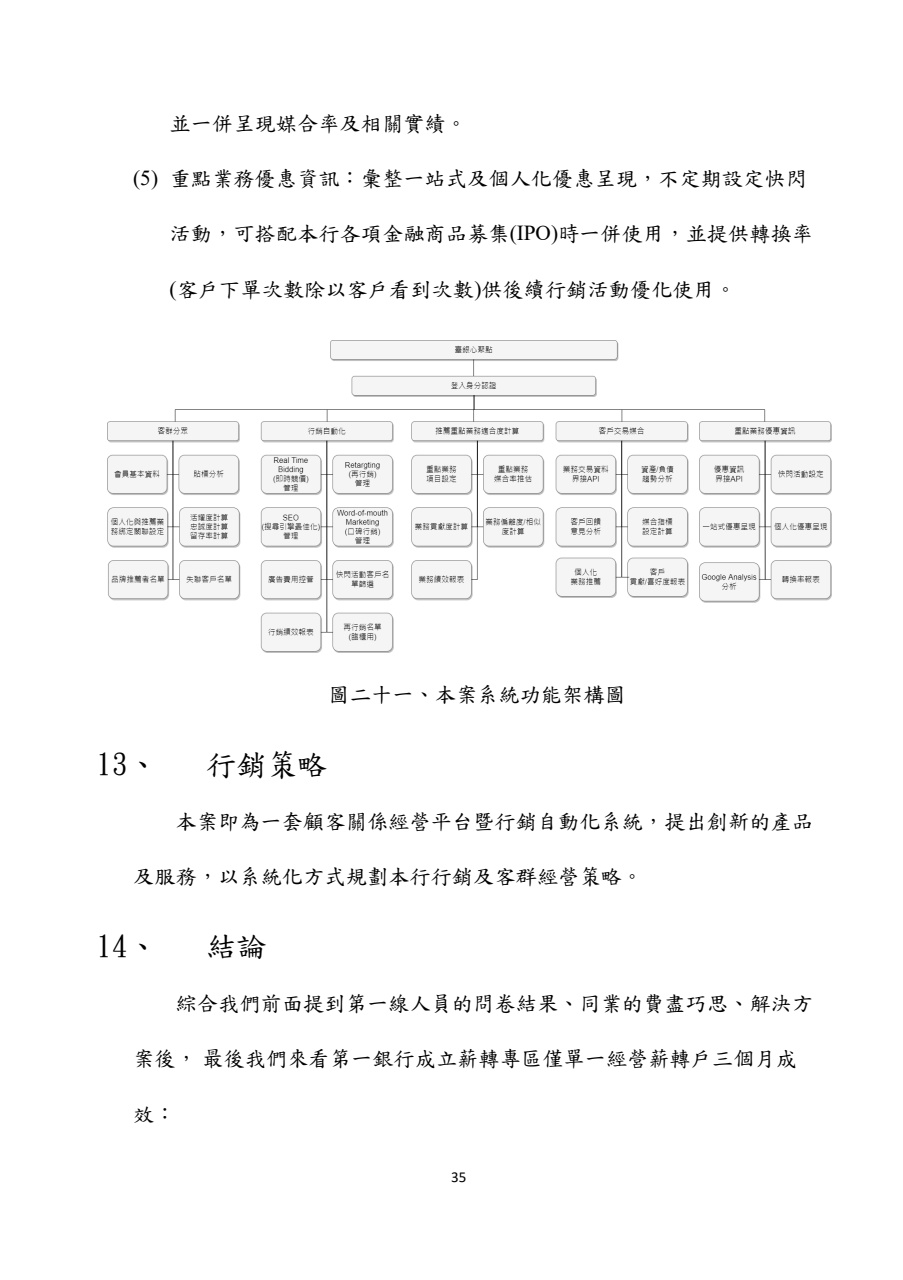 並一併呈現媒合率及相關實績。
(5) 重點業務優惠資訊：彙整一站式及個人化優惠呈現，不定期設定快閃
活動，可搭配本行各項金融商品募集(IPO)時一併使用，並提供轉換率
(客戶下單次數除以客戶看到次數)供後續行銷活動優化使用。
臺銀心聚點
登入身分認證
客群分眾
行銷自動化
推薦重點業務適合度計算
客戶交易媒合
重點業務優惠資訊
會員基本資料
貼標分析
Real Time
Bidding
(即時競價)
管理
Retargting
(再行銷)
管理
重點業務
項目設定
重點業務
媒合率推估
業務交易資料
界接API
資產/負債
趨勢分析
優惠資訊
界接API
快閃活動設定
個人化與推薦業
務綁定關聯設定
活耀度計算
忠誠度計算
留存率計算
SEO
(搜尋引擎最佳化)
管理
Word-of-mouth
Marketing
(口碑行銷)
管理
業務貢獻度計算
業務偏離度/相似
度計算
客戶回饋
意見分析
媒合指標
設定計算
一站式優惠呈現
個人化優惠呈現
品牌推薦者名單
失聯客戶名單
廣告費用控管
快閃活動客戶名
單篩選
業務績效報表
個人化
業務推薦
客戶
貢獻/喜好度報表
Google Analysis
分析
轉換率報表
行銷績效報表
再行銷名單
(臨櫃用)
圖二十一、本案系統功能架構圖
13、 行銷策略
本案即為一套顧客關係經營平台暨行銷自動化系統，提出創新的產品
及服務，以系統化方式規劃本行行銷及客群經營策略。
14、 結論
綜合我們前面提到第一線人員的問卷結果、同業的費盡巧思、解決方
案後， 最後我們來看第一銀行成立薪轉專區僅單一經營薪轉戶三個月成
效：
35